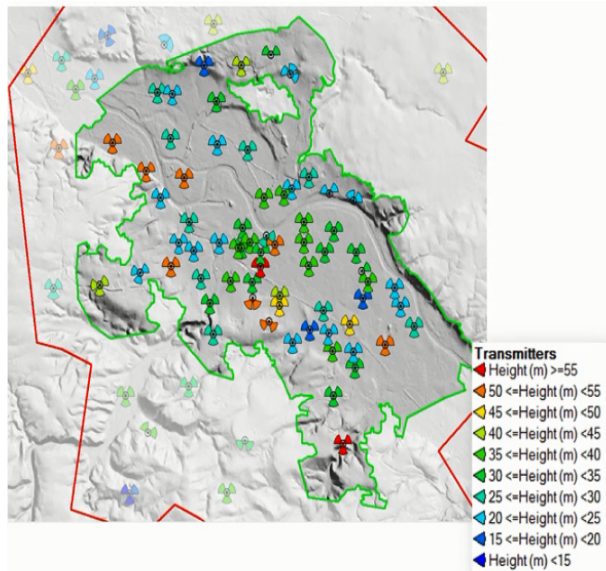 Transmitters
Height (m) >=55
50 <=Height (m) <55
45 <=Height (m) <50
40 <=Height (m) <45
35 <=Height (m) <40
30 <=Height (m) <35
25 <=Height (m) <30
20 <=Height (m) <25
15 <=Height (m) <20
Height (m) <15